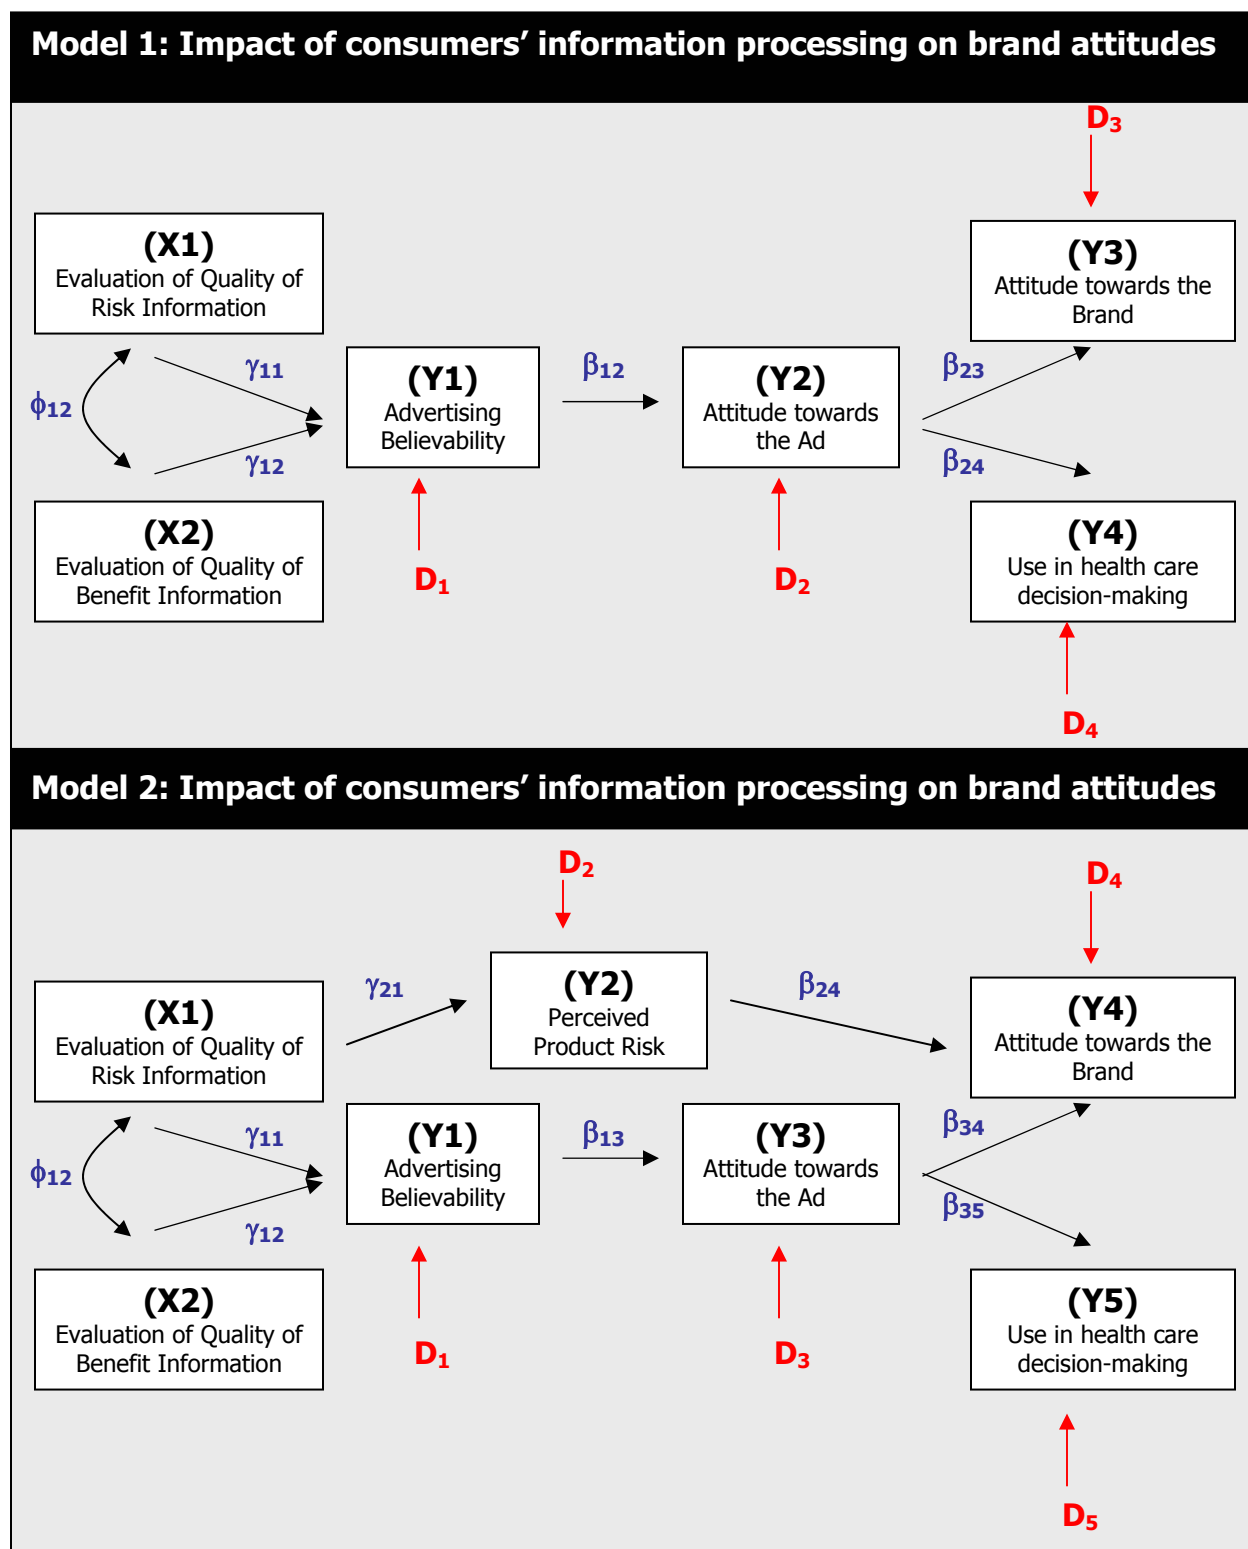 Model 1: Impact of consumers’ information processing on brand attitudes
D3
(X1)
Evaluation of Quality of
Risk Information
(Y3)
Attitude towards the
Brand
γ11
ϕ12
γ12
(Y1)
Advertising
Believability
β12
(Y2)
Attitude towards
the Ad
β23
β24
(X2)
Evaluation of Quality of
Benefit Information
D1
D2
(Y4)
Use in health care
decision-making
D4
Model 2: Impact of consumers’ information processing on brand attitudes
D2
D4
(X1)
Evaluation of Quality of
Risk Information
γ21
(Y2)
Perceived
Product Risk
β24
(Y4)
Attitude towards the
Brand
γ11
ϕ12
γ12
(Y1)
Advertising
Believability
β13
(Y3)
Attitude towards
the Ad
β34
β35
(X2)
Evaluation of Quality of
Benefit Information
D1
D3
(Y5)
Use in health care
decision-making
D5